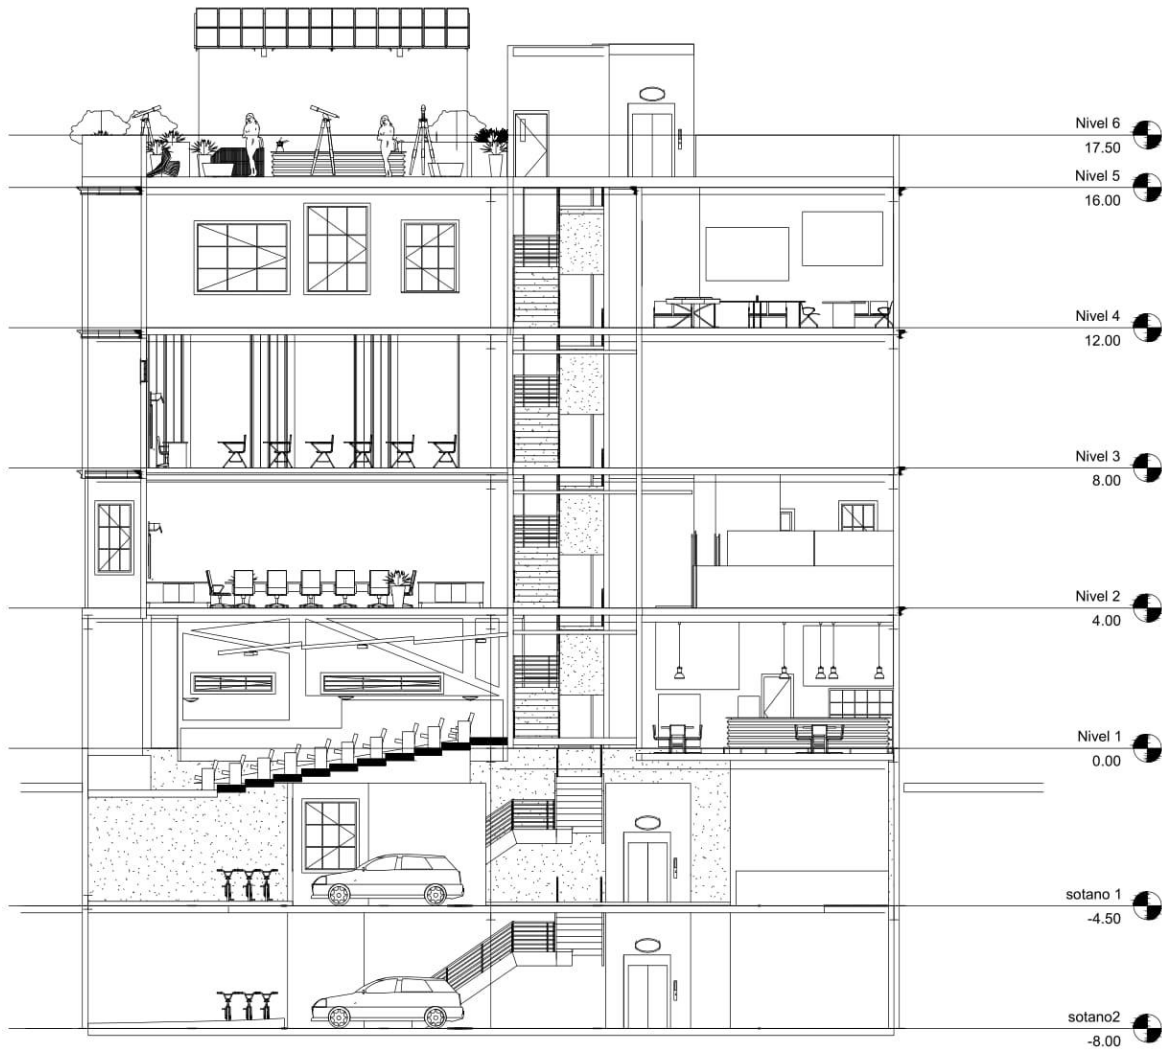 Nivel 6
17.50
Nivel 5
16.00
Nivel 4
12.00
Nivel 3
8.00
Nivel 2
4.00
Nivel 1
0.00
sotano 1
-4.50
sotano2
-8.00